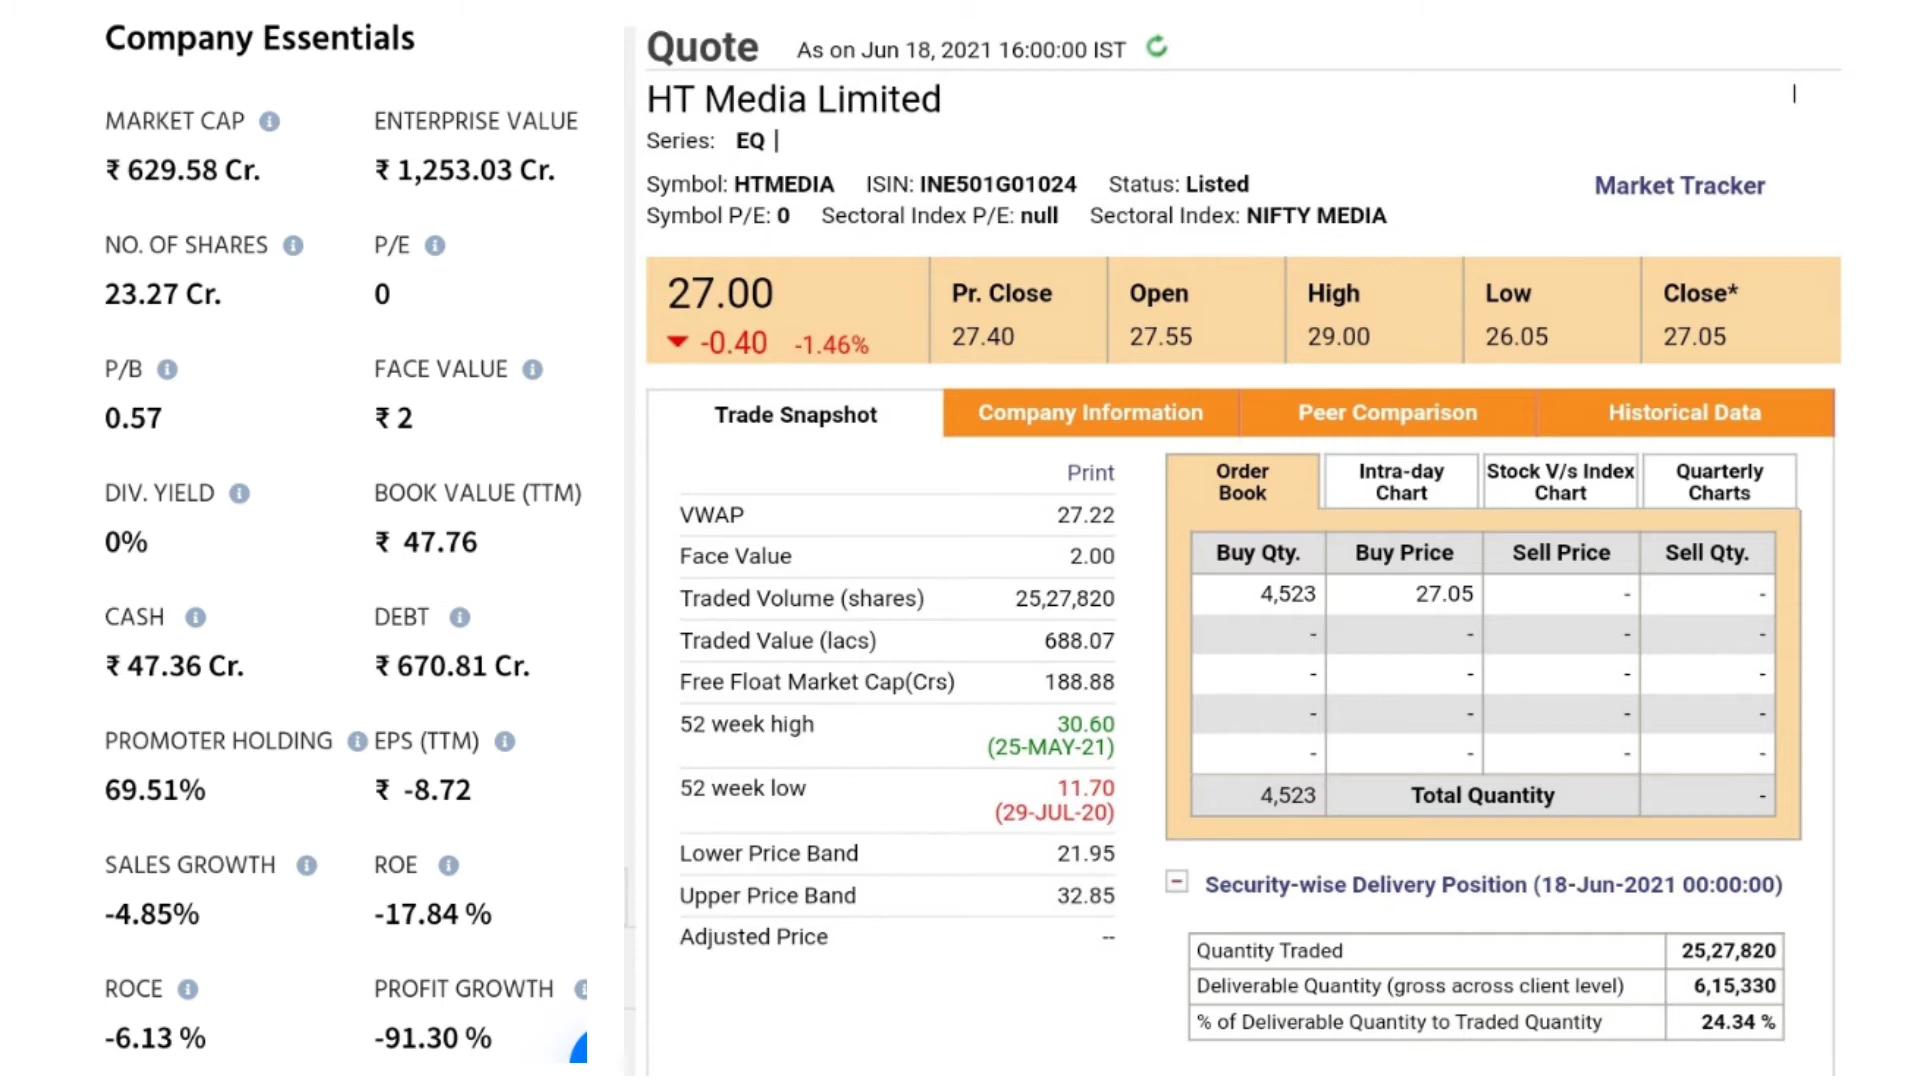 Company Essentials
MARKET CAP ENTERPRISE VALUE
₹ 629.58 Cr. ₹ 1,253.03 Cr.
NO. OF SHARES P/E
23.27 Cr. 0
P/B FACE VALUE
0.57 ₹ 2
DIV. YIELD BOOK VALUE (TTM)
0% ₹ 47.76
CASH DEBT
₹ 47.36 Cr. ₹ 670.81 Cr.
PROMOTER HOLDING EPS (TTM)
69.51% ₹ -8.72
SALES GROWTH ROE
-4.85% -17.84 %
ROCE PROFIT GROWTH
-6.13 % -91.30 %
Quote As on Jun 18, 2021 16:00:00 IST
HT Media Limited |
Series: EQ |
Symbol: HTMEDIA ISIN: INE501G01024 Status: Listed
Market Tracker
Symbol P/E: 0 Sectoral Index P/E: null Sectoral Index: NIFTY MEDIA
27.00 Pr. Close Open High Low Close*
-0.40 -1.46% 27.40 27.55 29.00 26.05 27.05
Trade Snapshot Company Information Peer Comparison Historical Data
Print
VWAP 27.22
Face Value 2.00
Traded Volume (shares) 25,27,820
Traded Value (lacs) 688.07
Free Float Market Cap(Crs) 188.88
52 week high 30.60
(25-MAY-21)
52 week low 11.70
(29-JUL-20)
Lower Price Band 21.95
Upper Price Band 32.85
Adjusted Price --
Order Intra-day Stock V/s Index Quarterly
Book Chart Chart Charts
Buy Qty. Buy Price Sell Price Sell Qty.
4,523 27.05 - -
- - - -
- - - -
- - - -
- - - -
4,523 Total Quantity -
Security-wise Delivery Position (18-Jun-2021 00:00:00)
Quantity Traded 25,27,820
Deliverable Quantity (gross across client level) 6,15,330
% of Deliverable Quantity to Traded Quantity 24.34 %